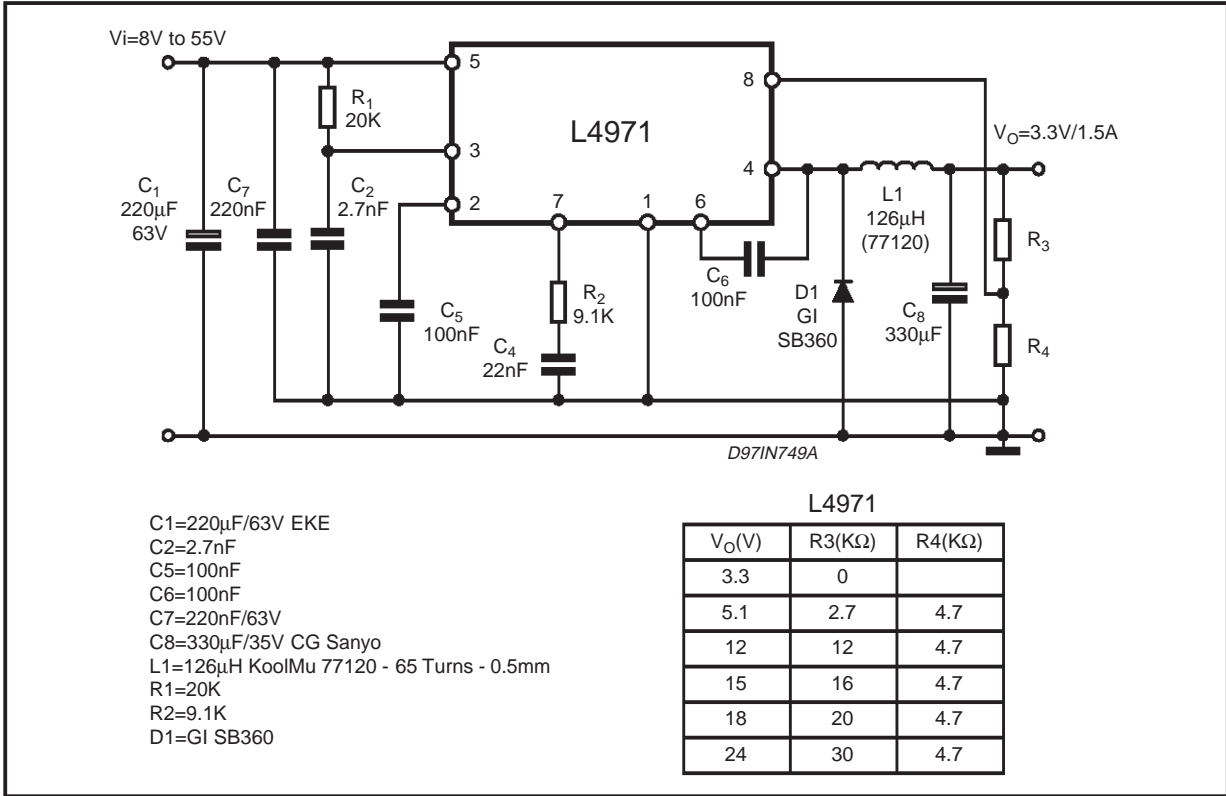 Vi=8V to 55V
5
8
R1
20K
L4971
VO=3.3V/1.5A
3
4
C1
220μF
63V
C7
220nF
C2
2.7nF
2
7
1
6
L1
126μH
(77120)
R3
C6
100nF
R2
9.1K
D1
GI
SB360
C8
330μF
C5
100nF
C4
22nF
R4
D97IN749A
C1=220μF/63V EKE
C2=2.7nF
C5=100nF
C6=100nF
C7=220nF/63V
C8=330μF/35V CG Sanyo
L1=126μH KoolMu 77120 - 65 Turns - 0.5mm
R1=20K
R2=9.1K
D1=GI SB360
L4971
VO(V) R3(KΩ) R4(KΩ)
3.3 0
5.1 2.7 4.7
12 12 4.7
15 16 4.7
18 20 4.7
24 30 4.7